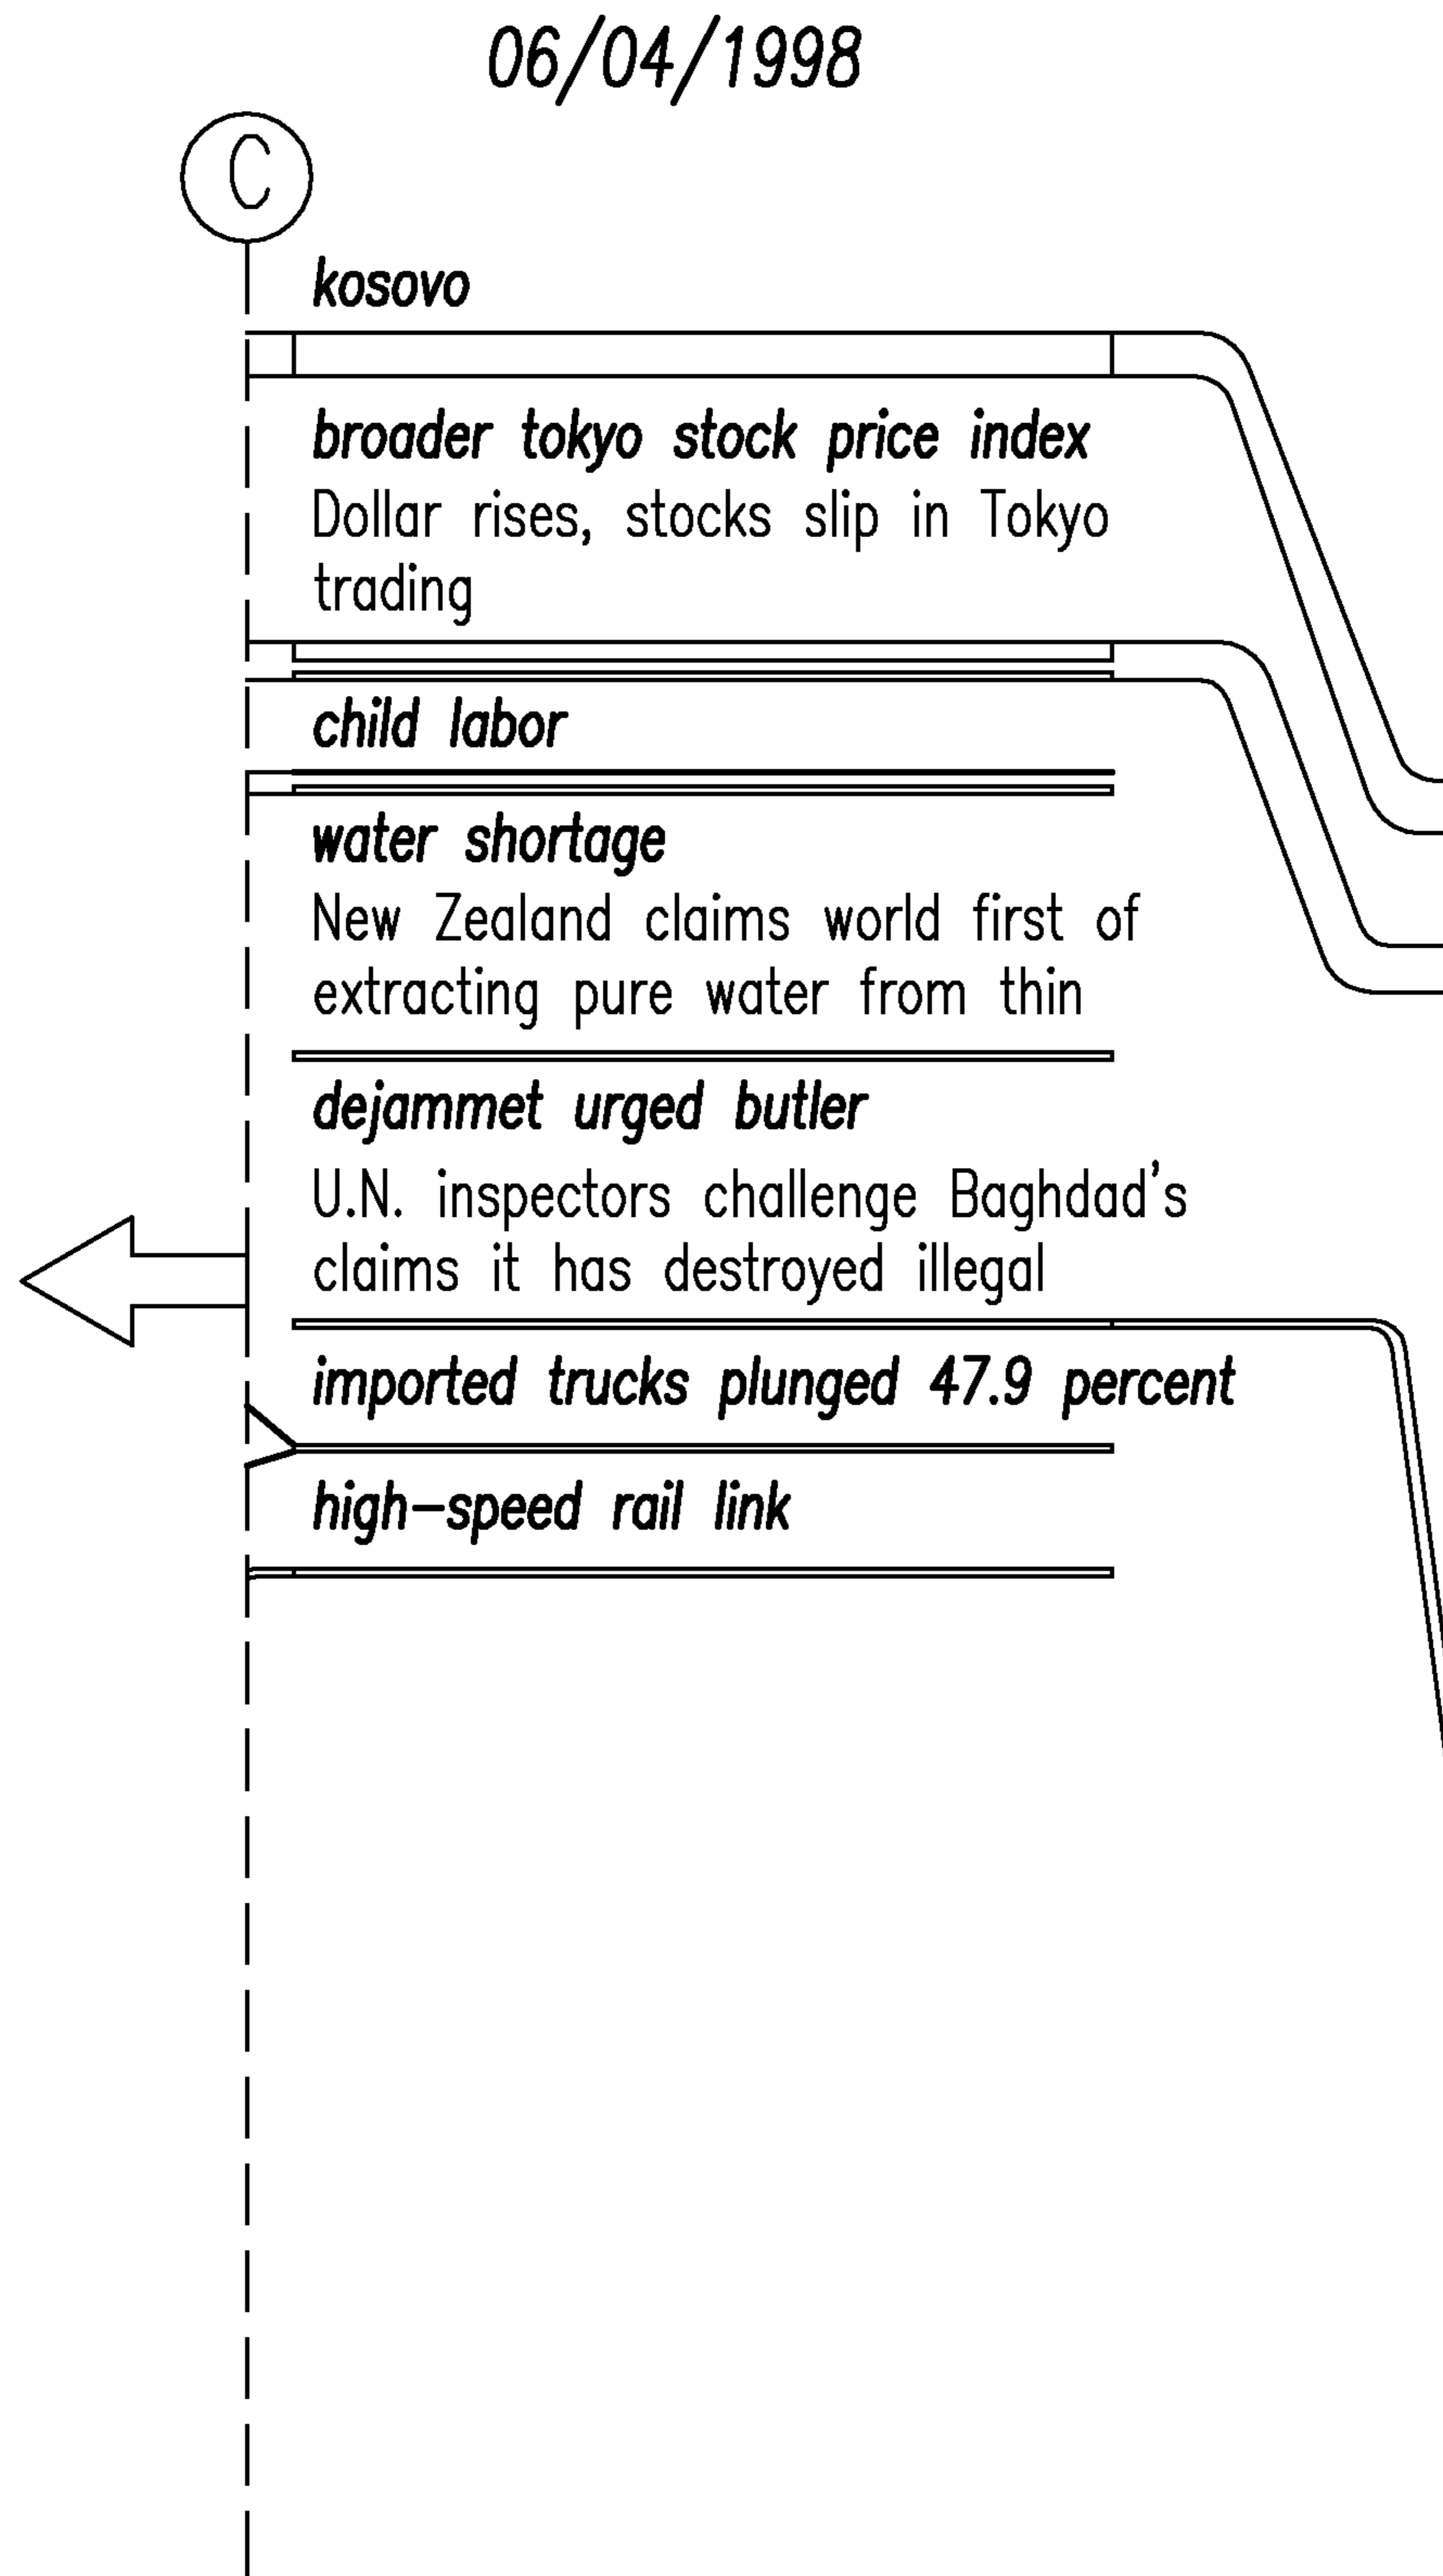 06/04/1998
C
kosovo
broader tokyo stock price index
Dollar rises, stocks slip in Tokyo
trading
child labor
water shortage
New Zealand claims world first of
extracting pure water from thin
dejammet urged butler
U.N. inspectors challenge Baghdad's
claims it has destroyed illegal
imported trucks plunged 47.9 percent
high-speed rail link